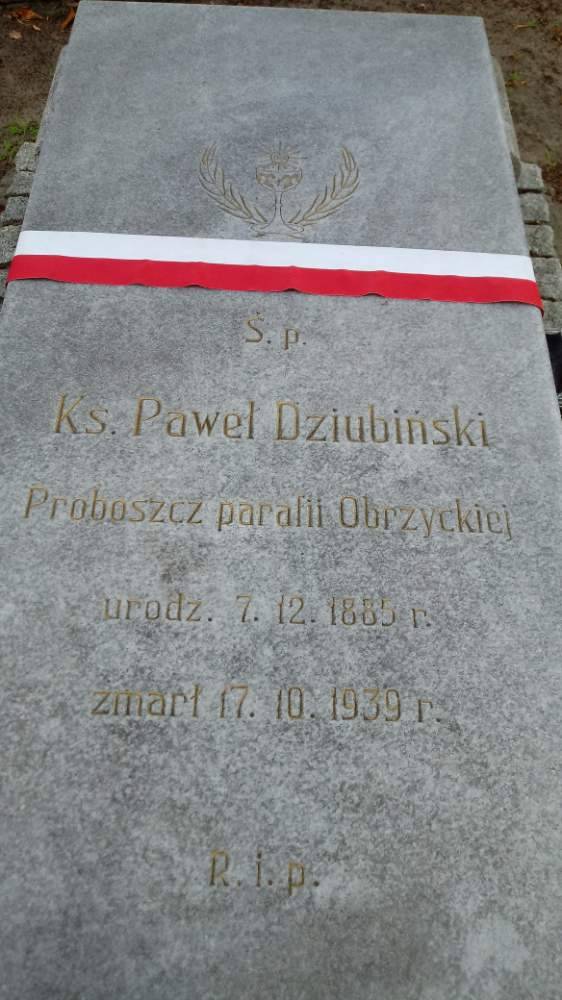 Ś. p.
Ks. Paweł Dziubiński
Proboszcz parafii Obrzyckiej
urodz. 7. 12. 1885 r.
zmarł 17. 10. 1939 r.
R. i. p.